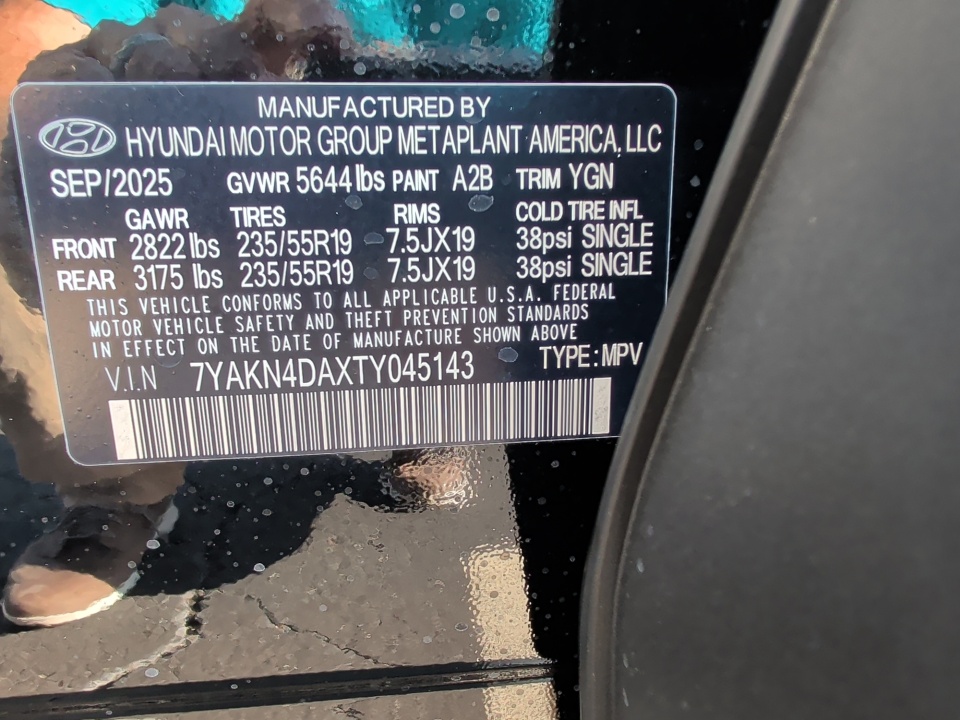 MANUFACTURED BY
HYUNDAI MOTOR GROUP METAPLANT AMERICA, LLC
SEP/2025 GVWR 5644 lbs PAINT A2B TRIM YGN
GAWR TIRES RIMS COLD TIRE INFL
FRONT 2822 lbs 235/55R19 7.5JX19 38psi SINGLE
REAR 3175 lbs 235/55R19 7.5JX19 38psi SINGLE
THIS VEHICLE CONFORMS TO ALL APPLICABLE U.S.A. FEDERAL
MOTOR VEHICLE SAFETY AND THEFT PREVENTION STANDARDS
IN EFFECT ON THE DATE OF MANUFACTURE SHOWN ABOVE
V.I.N 7YAKN4DAXTY045143 TYPE: MPV